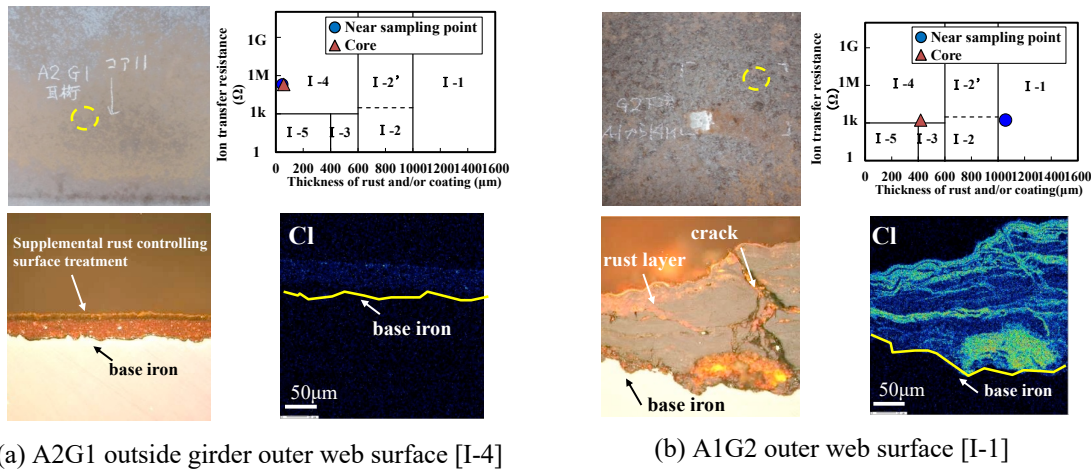 A2 G1
耳桁
コア11
Ion transfer resistance
(Ω)
1G
1M
1k
1
Near sampling point
Core
I-4
I-2’
I-1
I-5
I-3
I-2
0 200 400 600 800 1000 1200 1400 1600
Thickness of rust and/or coating (μm)
Supplemental rust controlling
surface treatment
base iron
50μm
Cl
base iron
50μm
(a) A2G1 outside girder outer web surface [I-4]
Ion transfer resistance
(Ω)
1G
1M
1k
1
Near sampling point
Core
I-4
I-2’
I-1
I-5
I-3
I-2
0 200 400 600 800 1000 1200 1400 1600
Thickness of rust and/or coating(μm)
crack
rust layer
base iron
50μm
Cl
base iron
50μm
(b) A1G2 outer web surface [I-1]